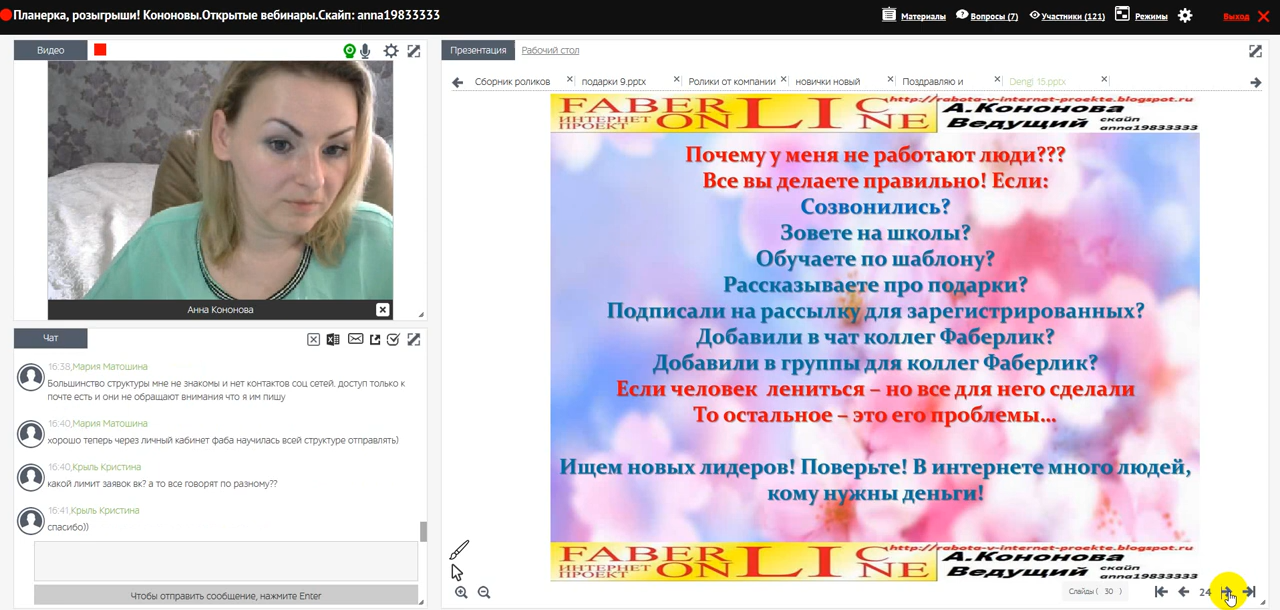 Планерка, розыгрыши! Кононовы.Открытые вебинары.Скайп: anna19833333
Материалы
Вопросы (7)
Участники (121)
Режимы
Выход
Видео
Анна Кононова
Чат
16:38,Мария Матошина
Большинство структуры мне не знакомы и нет контактов соц сетей. доступ только к
почте есть и они не обращают внимания что я им пишу
16:40,Мария Матошина
хорошо теперь через личный кабинет фаба научилась всей структуре отправлять)
16:40,Крыль Кристина
какой лимит заявок вк? а то все говорят по разному??
16:41,Крыль Кристина
спасибо))
Чтобы отправить сообщение, нажмите Enter
Презентация
Рабочий стол
Сборник роликов
подарки 9.pptx
Ролики от компании
новички новый
Поздравляю и
Dengi 15.pptx
FABER ON LI C NE
ИНТЕРНЕТ
ПРОЕКТ
http://rabota-v-internet-proekte.blogspot.ru
А.Кононова
Ведущий
скайп
anna19833333
Почему у меня не работают люди???
Все вы делаете правильно! Если:
Созвонились?
Зовете на школы?
Обучаете по шаблону?
Рассказываете про подарки?
Подписали на рассылку для зарегистрированных?
Добавили в чат коллег Фаберлик?
Добавили в группы для коллег Фаберлик?
Если человек лениться – но все для него сделали
То остальное – это его проблемы...
Ищем новых лидеров! Поверьте! В интернете много людей,
кому нужны деньги!
FABER ON LI C NE
ИНТЕРНЕТ
ПРОЕКТ
http://rabota-v-internet-proekte.blogspot.ru
А.Кононова
Ведущий
скайп
anna19833333
Слайды ( 30 )
24